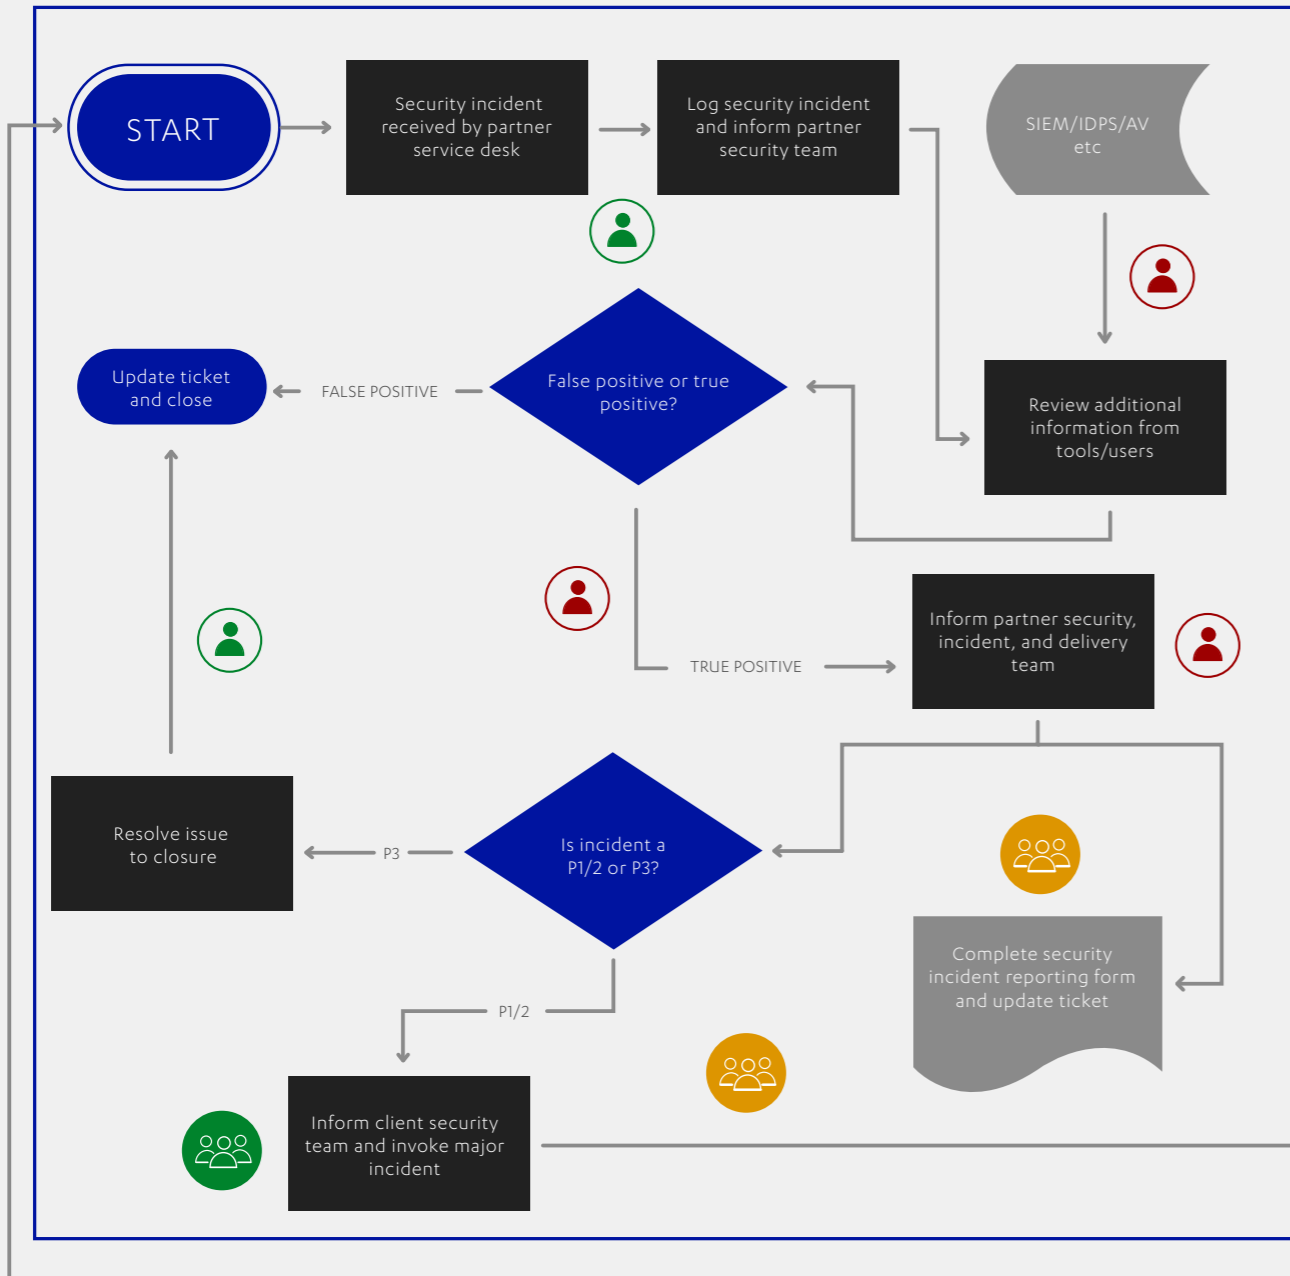 START
Security incident
received by partner
service desk
Log security incident
and inform partner
security team
SIEM/IDPS/AV
etc
Update ticket
and close
FALSE POSITIVE
False positive or true
positive?
Review additional
information from
tools/users
TRUE POSITIVE
Inform partner security,
incident, and delivery
team
Resolve issue
to closure
P3
Is incident a
P1/2 or P3?
Complete security
incident reporting form
and update ticket
P1/2
Inform client security
team and invoke major
incident